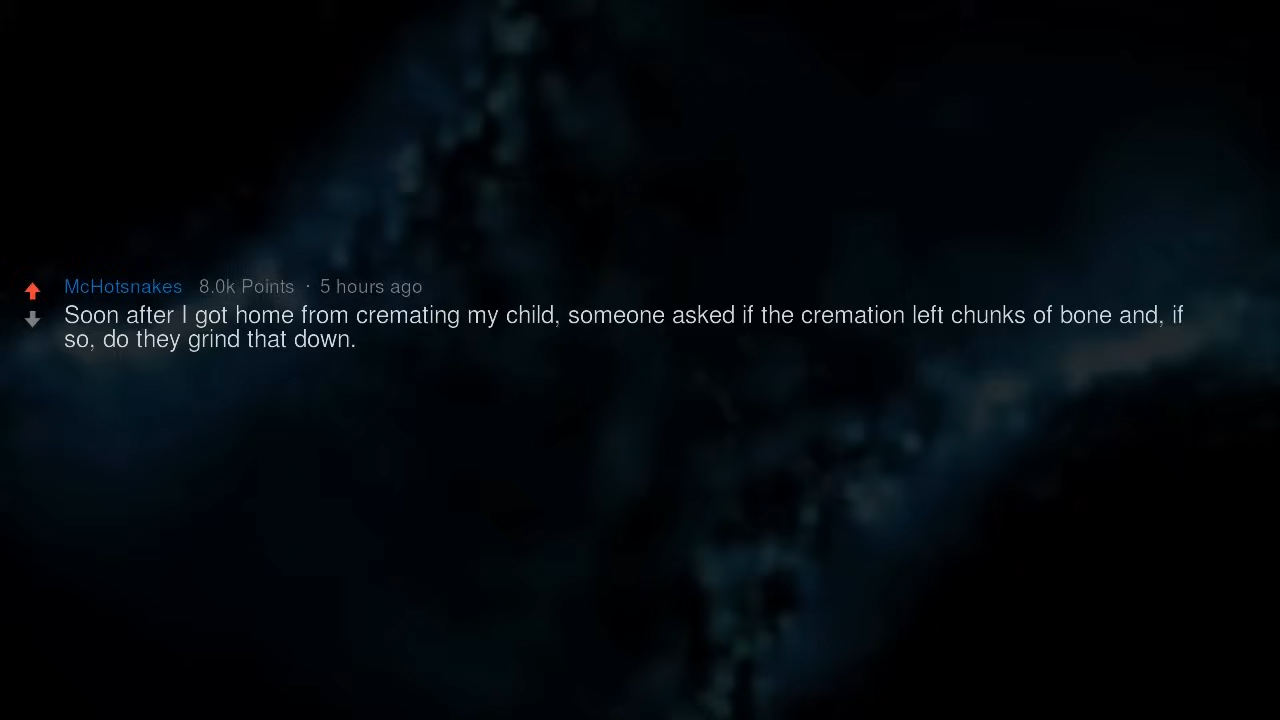 McHotsnakes 8.0k Points · 5 hours ago
Soon after I got home from cremating my child, someone asked if the cremation left chunks of bone and, if
so, do they grind that down.